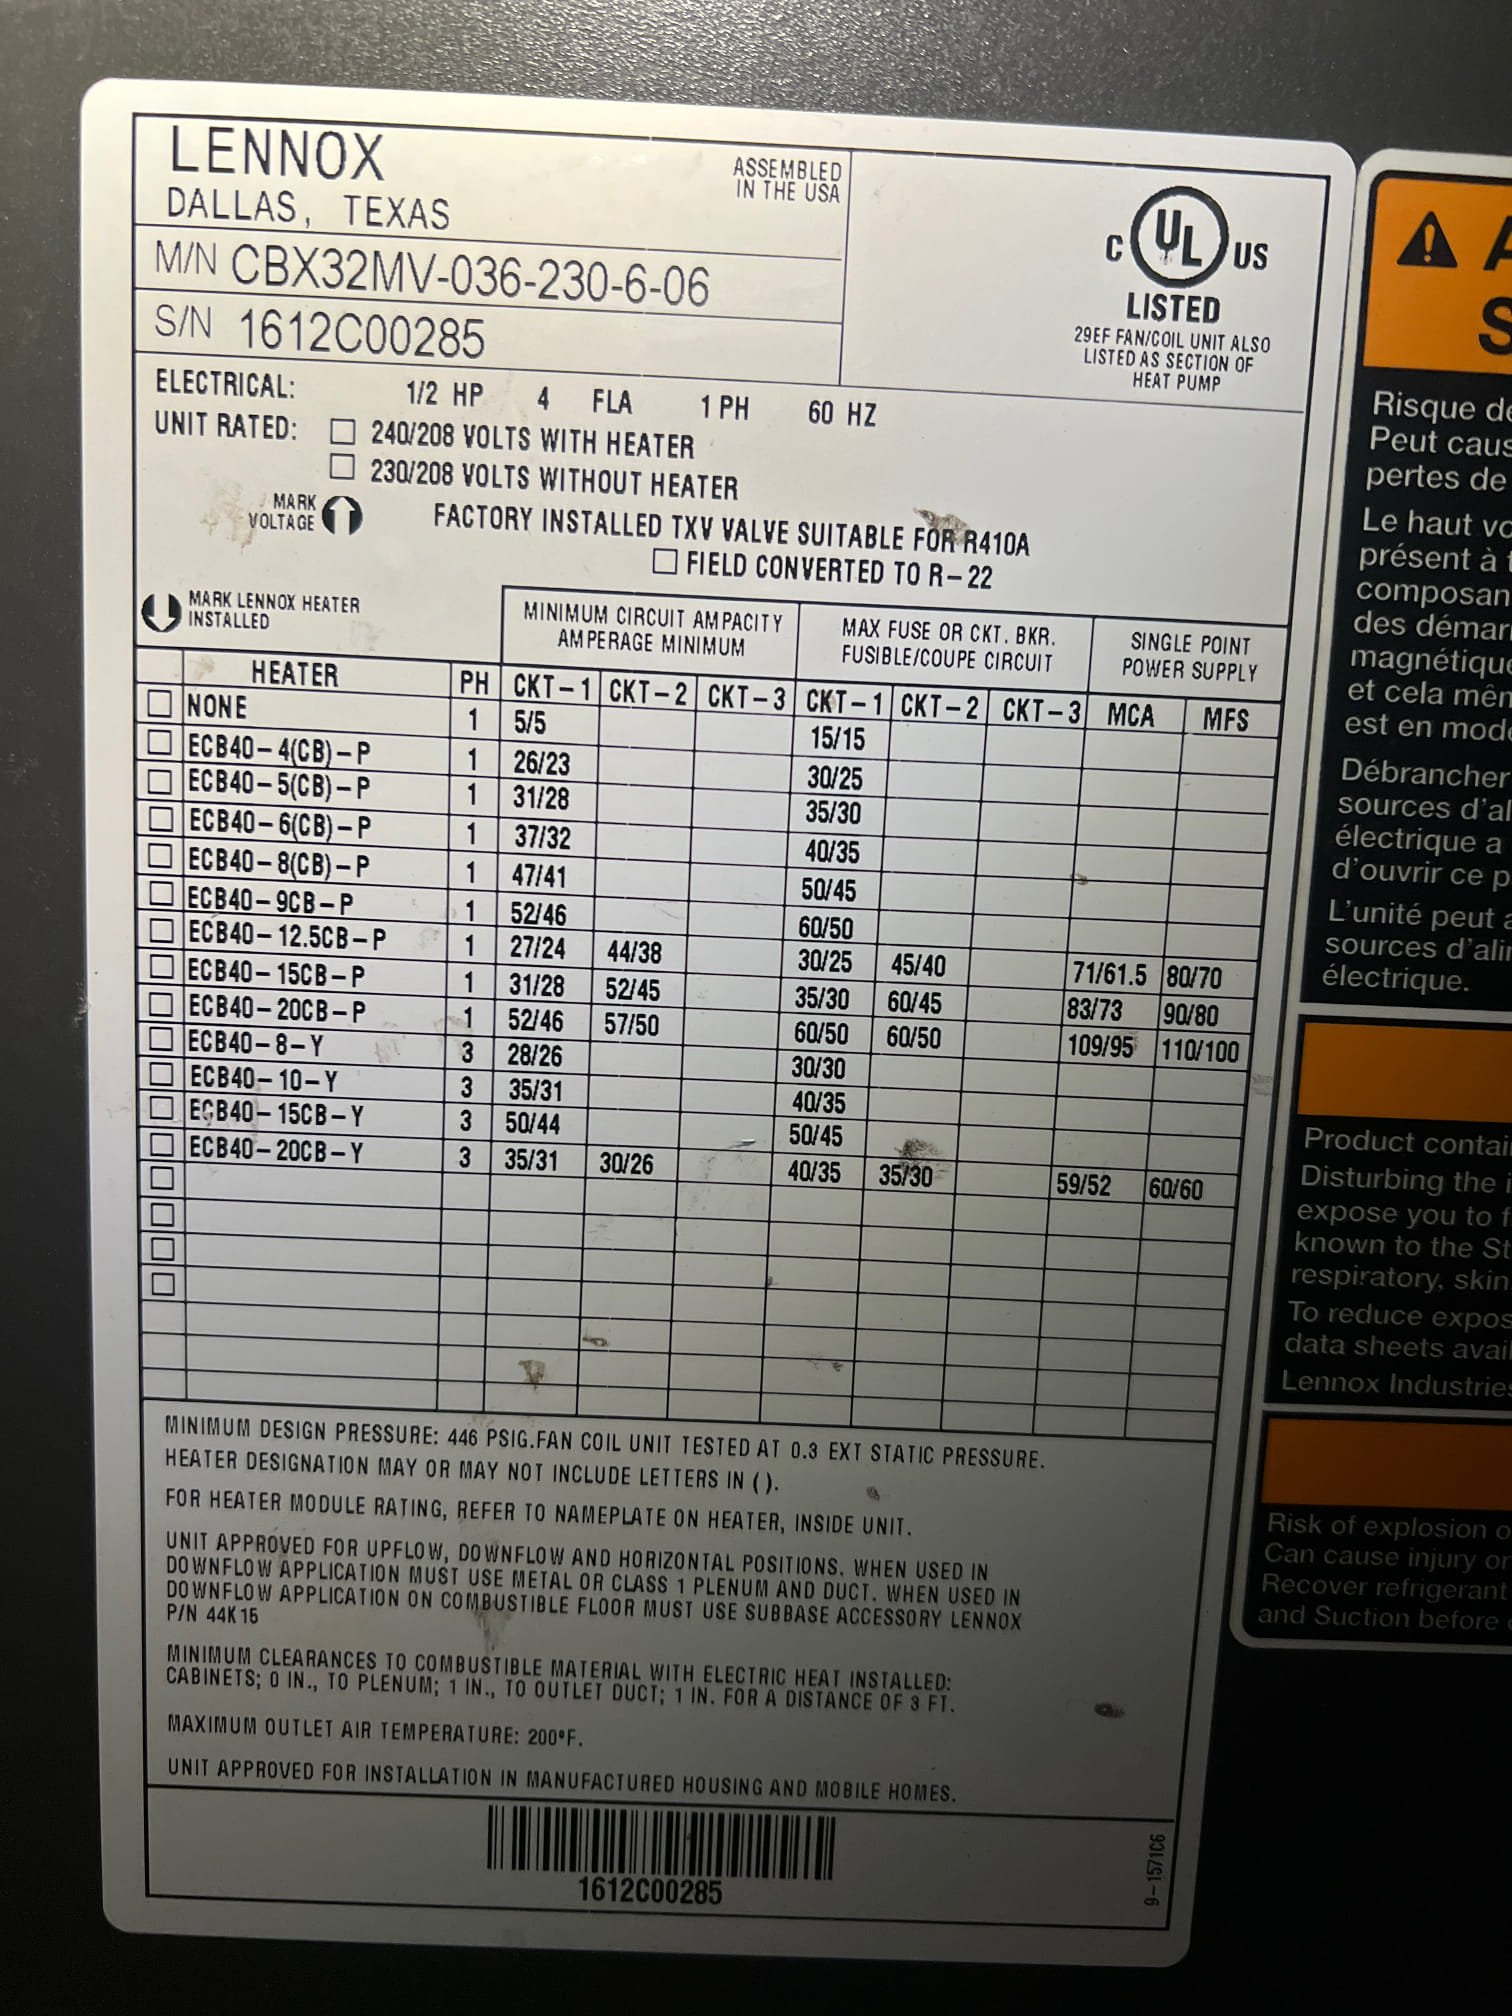 LENNOX
DALLAS, TEXAS
ASSEMBLED
IN THE USA
M/N CBX32MV-036-230-6-06
S/N 1612C00285
C UL US
LISTED
29EF FAN/COIL UNIT ALSO
LISTED AS SECTION OF
HEAT PUMP
ELECTRICAL: 1/2 HP 4 FLA 1 PH 60 HZ
UNIT RATED: 240/208 VOLTS WITH HEATER
230/208 VOLTS WITHOUT HEATER
MARK
VOLTAGE
FACTORY INSTALLED TXV VALVE SUITABLE FOR R410A
FIELD CONVERTED TO R-22
MARK LENNOX HEATER
INSTALLED
MINIMUM CIRCUIT AMPACITY
AMPERAGE MINIMUM
MAX FUSE OR CKT. BKR.
FUSIBLE/COUPE CIRCUIT
SINGLE POINT
POWER SUPPLY
HEATER PH CKT-1 CKT-2 CKT-3 CKT-1 CKT-2 CKT-3 MCA MFS
NONE 1 5/5 15/15
ECB40-4(CB)-P 1 26/23 30/25
ECB40-5(CB)-P 1 31/28 35/30
ECB40-6(CB)-P 1 37/32 40/35
ECB40-8(CB)-P 1 47/41 50/45
ECB40-9CB-P 1 52/46 60/50
ECB40-12.5CB-P 1 27/24 44/38 30/25 45/40 71/61.5 80/70
ECB40-15CB-P 1 31/28 52/45 35/30 60/45 83/73 90/80
ECB40-20CB-P 1 52/46 57/50 60/50 60/50 109/95 110/100
ECB40-8-Y 3 28/26 30/30
ECB40-10-Y 3 35/31 40/35
ECB40-15CB-Y 3 50/44 50/45
ECB40-20CB-Y 3 35/31 30/26 40/35 35/30 59/52 60/60
MINIMUM DESIGN PRESSURE: 446 PSIG.FAN COIL UNIT TESTED AT 0.3 EXT STATIC PRESSURE.
HEATER DESIGNATION MAY OR MAY NOT INCLUDE LETTERS IN ( ).
FOR HEATER MODULE RATING, REFER TO NAMEPLATE ON HEATER, INSIDE UNIT.
UNIT APPROVED FOR UPFLOW, DOWNFLOW AND HORIZONTAL POSITIONS. WHEN USED IN
DOWNFLOW APPLICATION MUST USE METAL OR CLASS 1 PLENUM AND DUCT. WHEN USED IN
DOWNFLOW APPLICATION ON COMBUSTIBLE FLOOR MUST USE SUBBASE ACCESSORY LENNOX
P/N 44K15
MINIMUM CLEARANCES TO COMBUSTIBLE MATERIAL WITH ELECTRIC HEAT INSTALLED:
CABINETS; 0 IN., TO PLENUM; 1 IN., TO OUTLET DUCT; 1 IN. FOR A DISTANCE OF 3 FT.
MAXIMUM OUTLET AIR TEMPERATURE: 200°F.
UNIT APPROVED FOR INSTALLATION IN MANUFACTURED HOUSING AND MOBILE HOMES.
1612C00285
9-1571C6
Risque
Peut
pertes de
Le haut
présent à
des
et cela
est en
Débrancher
sources
électrique a
d'ouvrir ce
L'unité peut
sources
électrique.
Product
Disturbing the
expose you to
known to the
respiratory, skin
To reduce
data sheets
Lennox
Risk of explosion
Can cause injury or
Recover refrigerant
and Suction before